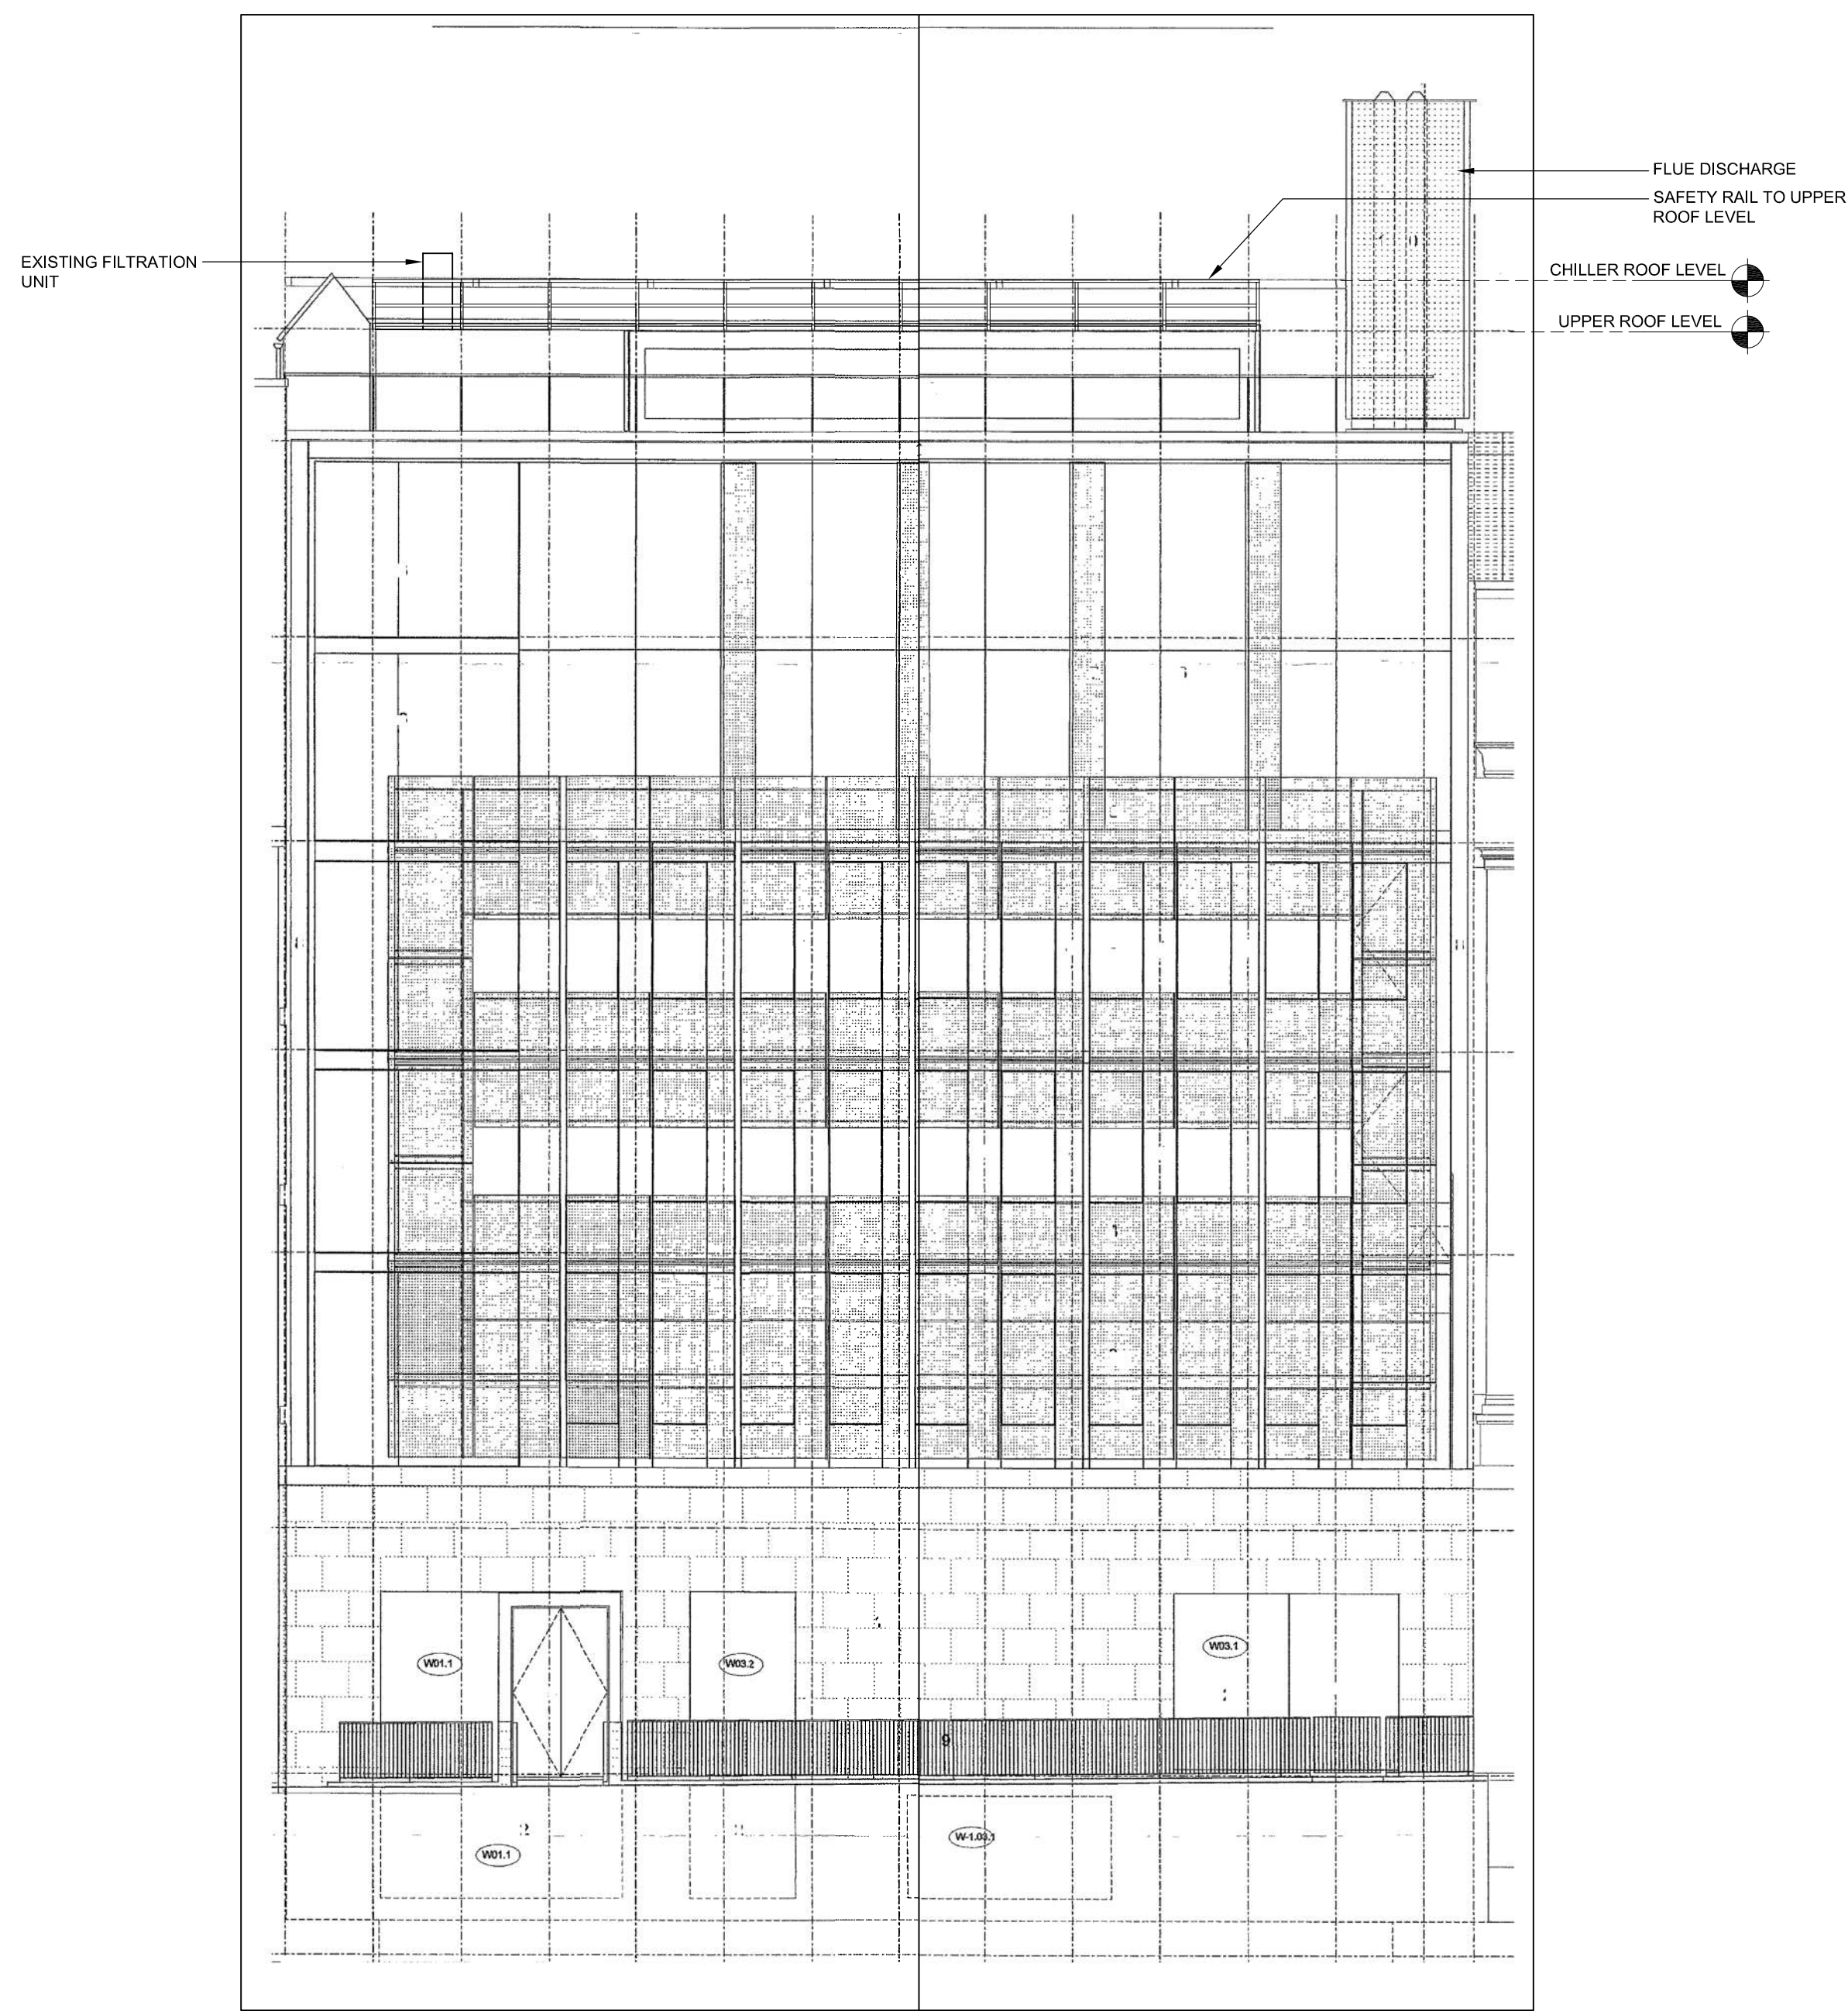 FLUE DISCHARGE
SAFETY RAIL TO UPPER
ROOF LEVEL
EXISTING FILTRATION
UNIT
CHILLER ROOF LEVEL
UPPER ROOF LEVEL
W01.1
W03.2
W03.1
9
2
W01.1
W-1.03.1